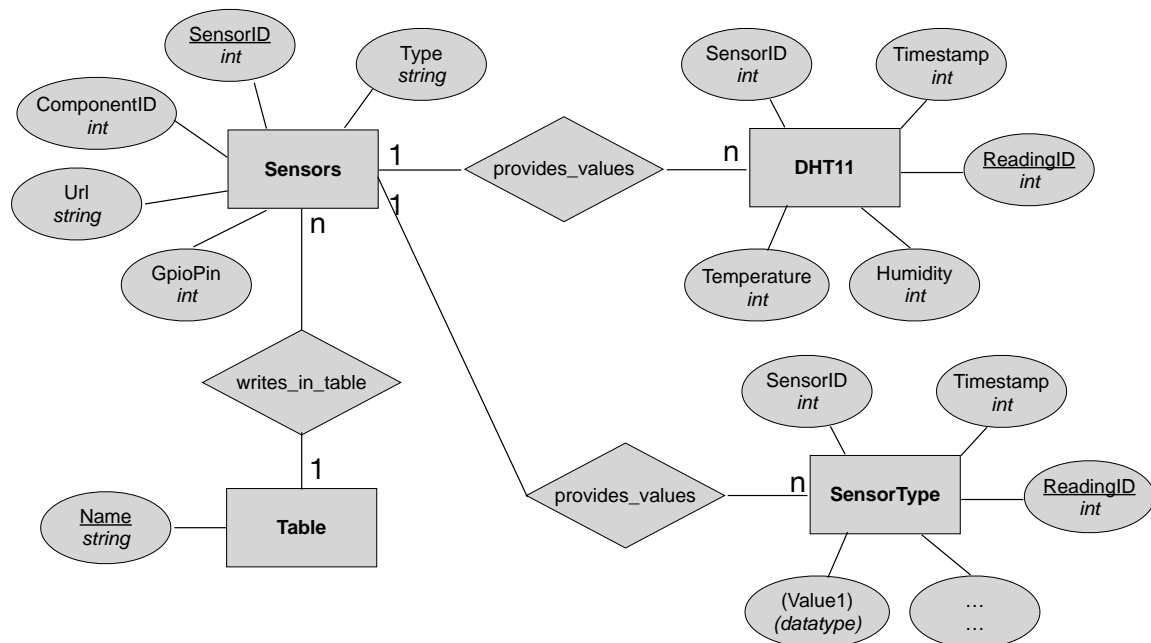 SensorID
int
Type
string
ComponentID
int
Url
string
GpioPin
int
Sensors
1
1
n
provides_values
n
SensorID
int
Timestamp
int
DHT11
ReadingID
int
Temperature
int
Humidity
int
writes_in_table
1
Name
string
Table
provides_values
n
SensorID
int
Timestamp
int
SensorType
ReadingID
int
(Value1)
(datatype)
…
…